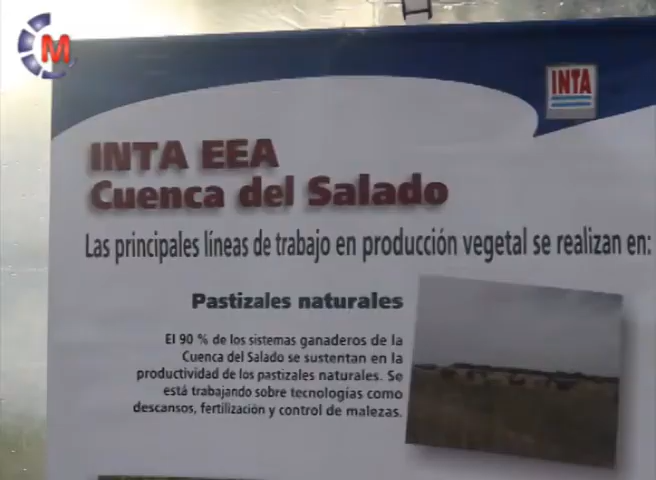 M
INTA
INTA EEA
Cuenca del Salado
Las principales líneas de trabajo en producción vegetal se realizan en:
Pastizales naturales
El 90 % de los sistemas ganaderos de la
Cuenca del Salado se sustentan en la
productividad de los pastizales naturales. Se
está trabajando sobre tecnologías como
descansos, fertilización y control de malezas.